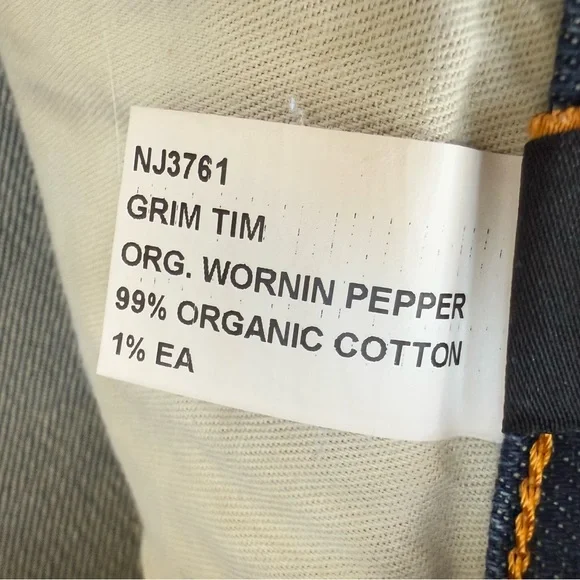 NJ3761
GRIM TIM
ORG. WORNIN PEPPER
99% ORGANIC COTTON
1% EA